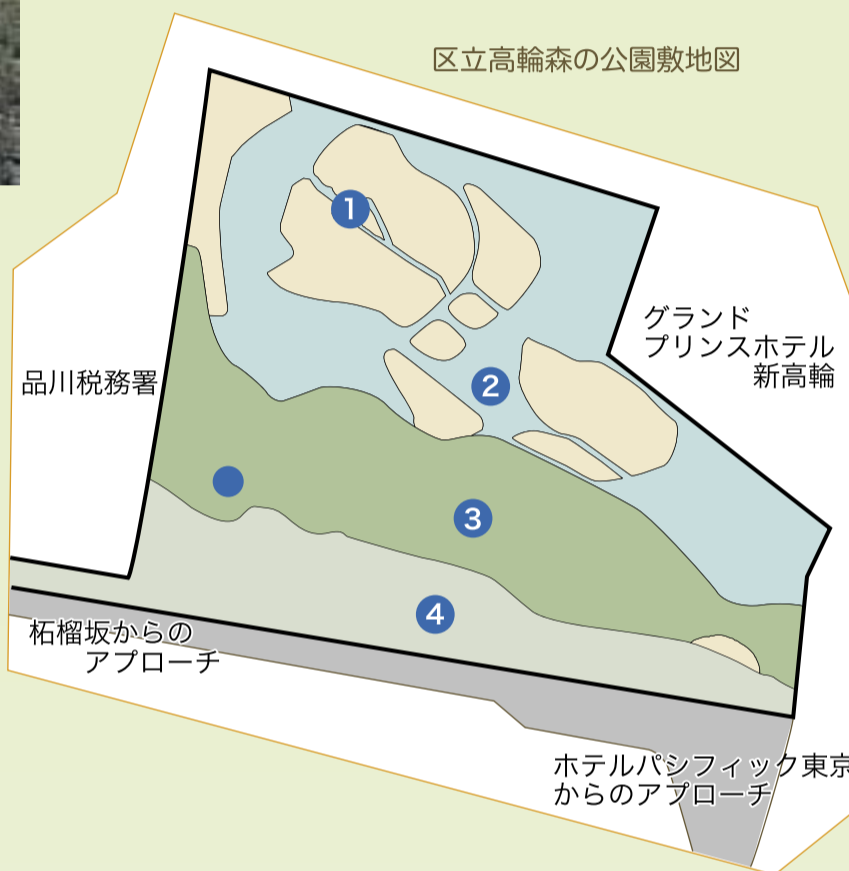 区立高輪森の公園敷地図
1
グランド
プリンスホテル
新高輪
品川税務署
2
3
4
柘榴坂からの
アプローチ
ホテルパシフィック東京
からのアプローチ